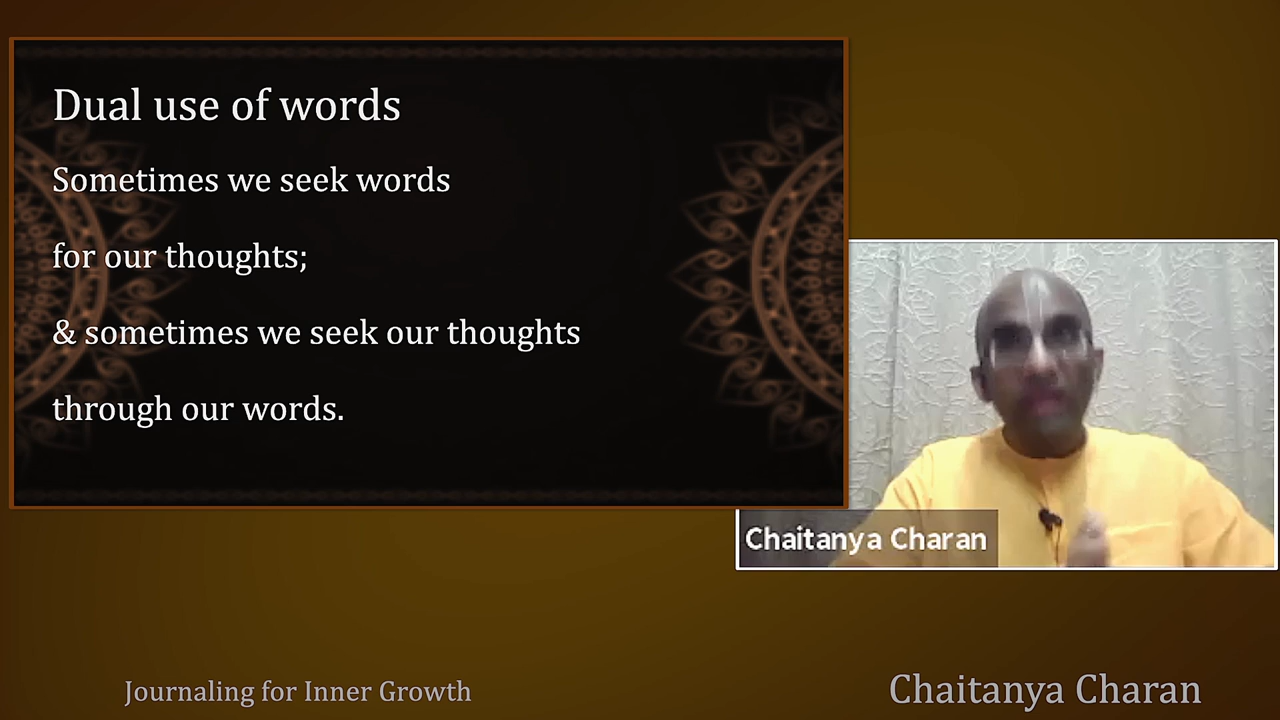 Dual use of words
Sometimes we seek words
for our thoughts;
& sometimes we seek our thoughts
through our words.
Chaitanya Charan
Journaling for Inner Growth
Chaitanya Charan